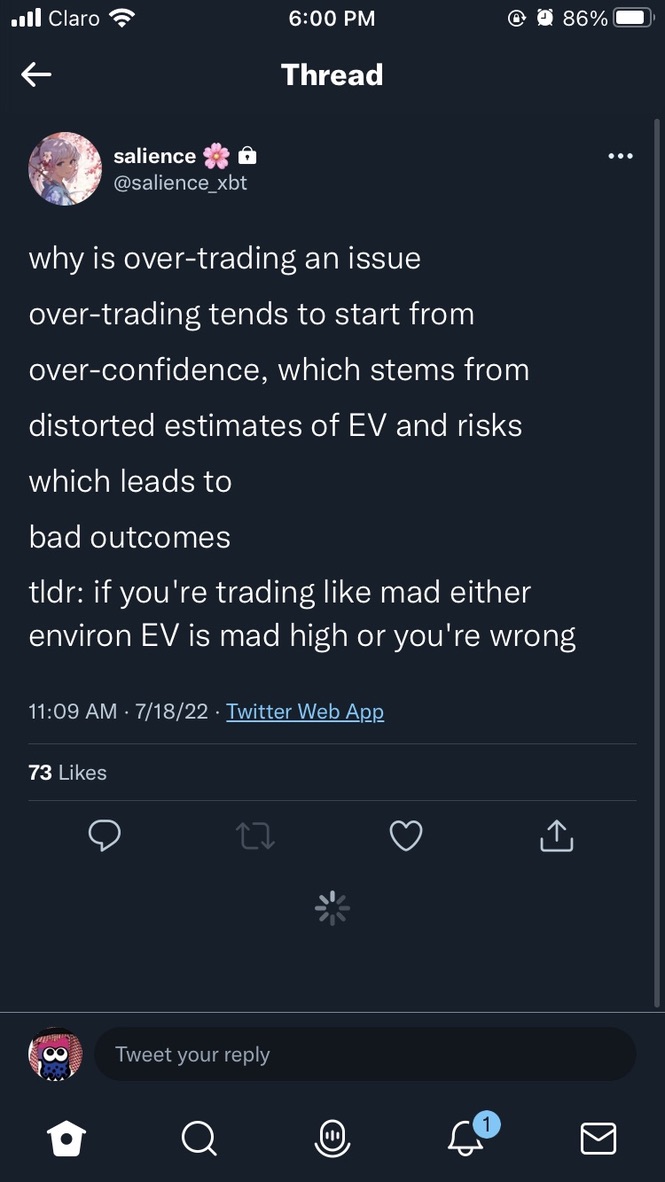 Claro 6:00 PM 86%
Thread
salience 🌸
@salience_xbt
why is over-trading an issue
over-trading tends to start from
over-confidence, which stems from
distorted estimates of EV and risks
which leads to
bad outcomes
tldr: if you're trading like mad either
environ EV is mad high or you're wrong
11:09 AM · 7/18/22 · Twitter Web App
73 Likes
Tweet your reply
1